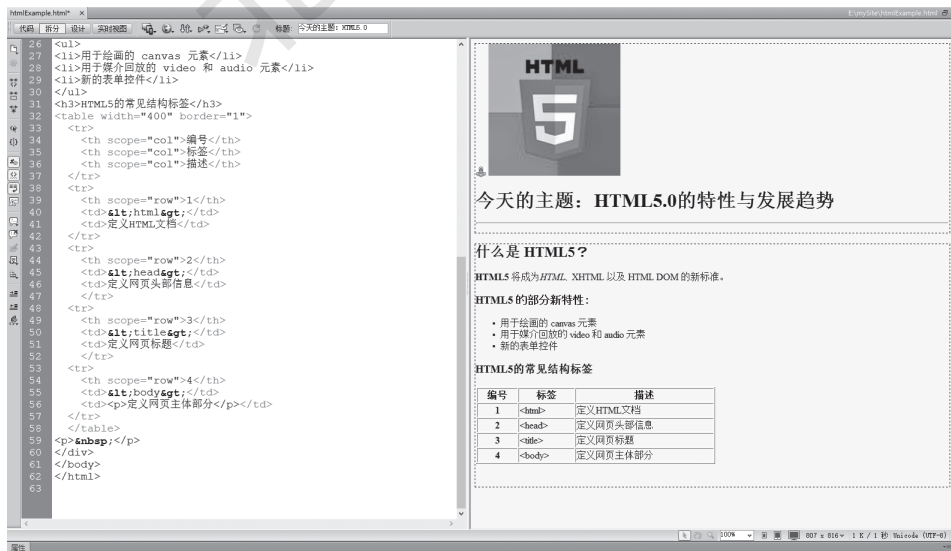 htmlExample.html* ×
E:\mySite\htmlExample.html
代码 拆分 设计 实时视图 标题: 今天的主题: HTML5.0
26 <ul>
27 <li>用于绘画的 canvas 元素</li>
28 <li>用于媒介回放的 video 和 audio 元素</li>
29 <li>新的表单控件</li>
30 </ul>
31 <h3>HTML5的常见结构标签</h3>
32 <table width="400" border="1">
33 <tr>
34 <th scope="col">编号</th>
35 <th scope="col">标签</th>
36 <th scope="col">描述</th>
37 </tr>
38 <tr>
39 <th scope="row">1</th>
40 <td>&lt;html&gt;</td>
41 <td>定义HTML文档</td>
42 </tr>
43 <tr>
44 <th scope="row">2</th>
45 <td>&lt;head&gt;</td>
46 <td>定义网页头部信息</td>
47 </tr>
48 <tr>
49 <th scope="row">3</th>
50 <td>&lt;title&gt;</td>
51 <td>定义网页标题</td>
52 </tr>
53 <tr>
54 <th scope="row">4</th>
55 <td>&lt;body&gt;</td>
56 <td><p>定义网页主体部分</p></td>
57 </tr>
58 </table>
59 <p>&nbsp;</p>
60 </div>
61 </body>
62 </html>
63
HTML
5
今天的主题：HTML5.0的特性与发展趋势
什么是 HTML5？
HTML5 将成为HTML、XHTML 以及 HTML DOM 的新标准。
HTML5 的部分新特性：
• 用于绘画的 canvas 元素
• 用于媒介回放的 video 和 audio 元素
• 新的表单控件
HTML5的常见结构标签
编号 标签 描述
1 <html> 定义HTML文档
2 <head> 定义网页头部信息
3 <title> 定义网页标题
4 <body> 定义网页主体部分
100% 807 x 816 1 K / 1 秒 Unicode (UTF-8)
属性